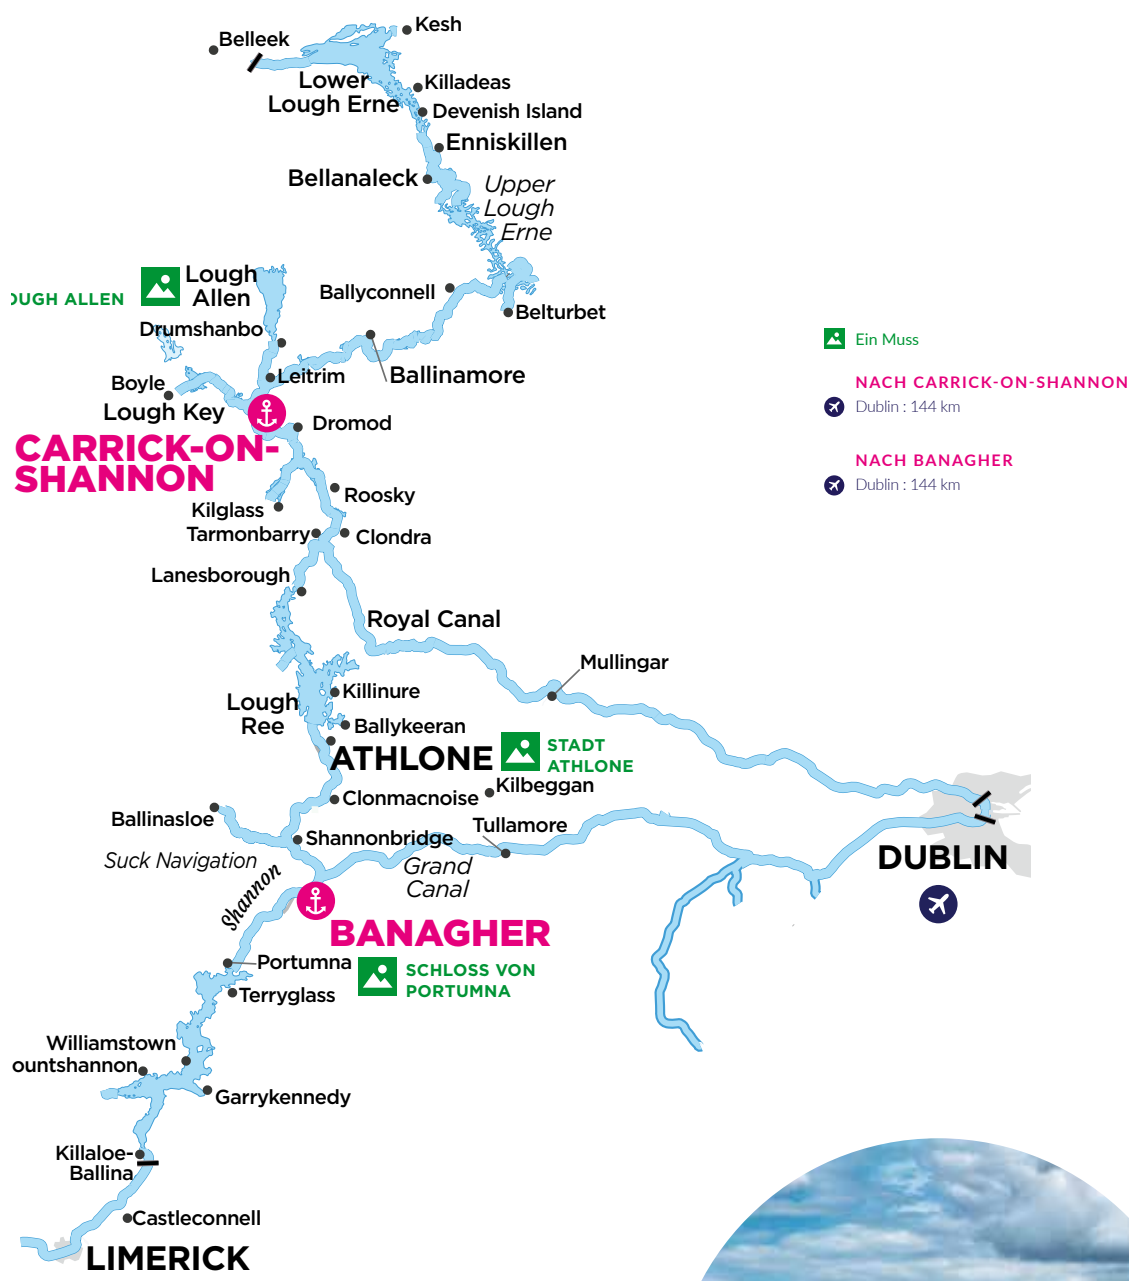 Kesh
Belleek
Lower
Lough Erne
Killadeas
Devenish Island
Enniskillen
Bellanaleck
Upper
Lough
Erne
OUGH ALLEN
Lough
Allen
Ballyconnell
Belturbet
Drumshanbo
Leitrim
Ballinamore
Boyle
Lough Key
Dromod
CARRICK-ON-
SHANNON
Roosky
Kilglass
Tarmonbarry
Clondra
Lanesborough
Royal Canal
Mullingar
Lough
Ree
Killinure
Ballykeeran
ATHLONE
STADT
ATHLONE
Kilbeggan
Clonmacnoise
Ballinasloe
Shannonbridge
Tullamore
Suck Navigation
Grand
Canal
DUBLIN
Shannon
BANAGHER
Portumna
SCHLOSS VON
PORTUMNA
Terryglass
Williamstown
ountshannon
Garrykennedy
Killaloe-
Ballina
Castleconnell
LIMERICK
Ein Muss
NACH CARRICK-ON-SHANNON
Dublin : 144 km
NACH BANAGHER
Dublin : 144 km